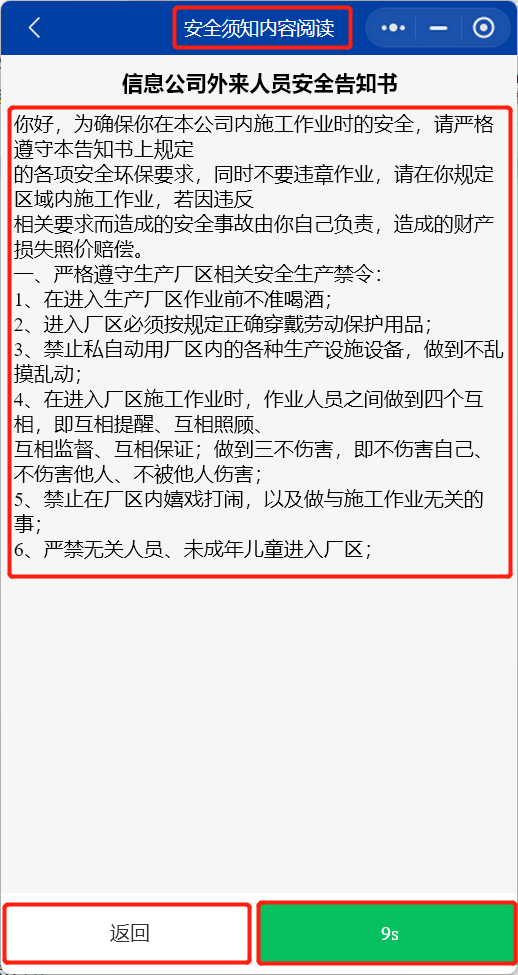 安全须知内容阅读
信息公司外来人员安全告知书
你好，为确保你在本公司内施工作业时的安全，请严格
遵守本告知书上规定
的各项安全环保要求，同时不要违章作业，请在你规定
区域内施工作业，若因违反
相关要求而造成的安全事故由你自己负责，造成的财产
损失照价赔偿。
一、严格遵守生产厂区相关安全生产禁令：
1、在进入生产厂区作业前不准喝酒；
2、进入厂区必须按规定正确穿戴劳动保护用品；
3、禁止私自动用厂区内的各种生产设施设备，做到不乱
摸乱动；
4、在进入厂区施工作业时，作业人员之间做到四个互
相，即互相提醒、互相照顾、
互相监督、互相保证；做到三不伤害，即不伤害自己、
不伤害他人、不被他人伤害；
5、禁止在厂区内嬉戏打闹，以及做与施工作业无关的
事；
6、严禁无关人员、未成年儿童进入厂区；
返回
9s